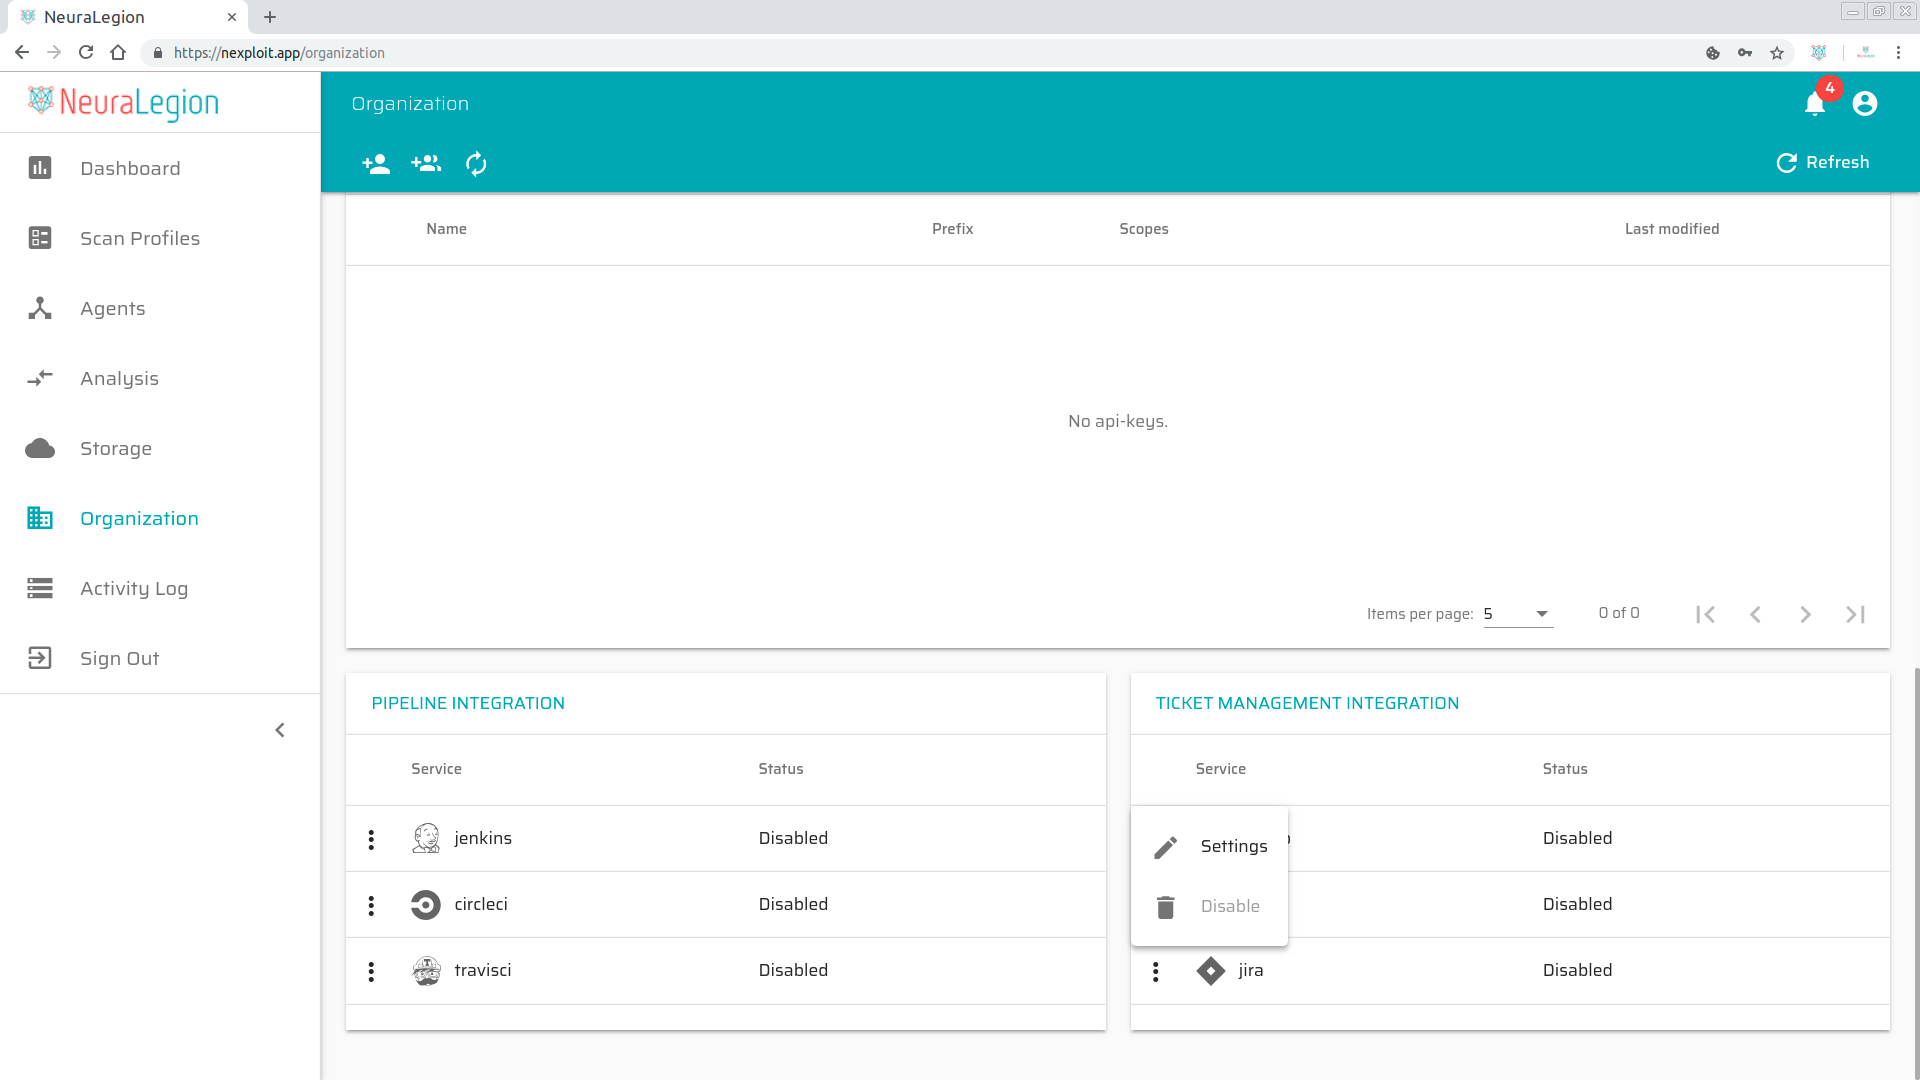 NeuraLegion
https://nexploit.app/organization
NeuraLegion
Organization
4
Refresh
Dashboard
Scan Profiles
Agents
Analysis
Storage
Organization
Activity Log
Sign Out
Name Prefix Scopes Last modified
No api-keys.
Items per page: 5 0 of 0
PIPELINE INTEGRATION
Service Status
jenkins Disabled
circleci Disabled
travisci Disabled
TICKET MANAGEMENT INTEGRATION
Service Status
Settings Disabled
Disable Disabled
jira Disabled